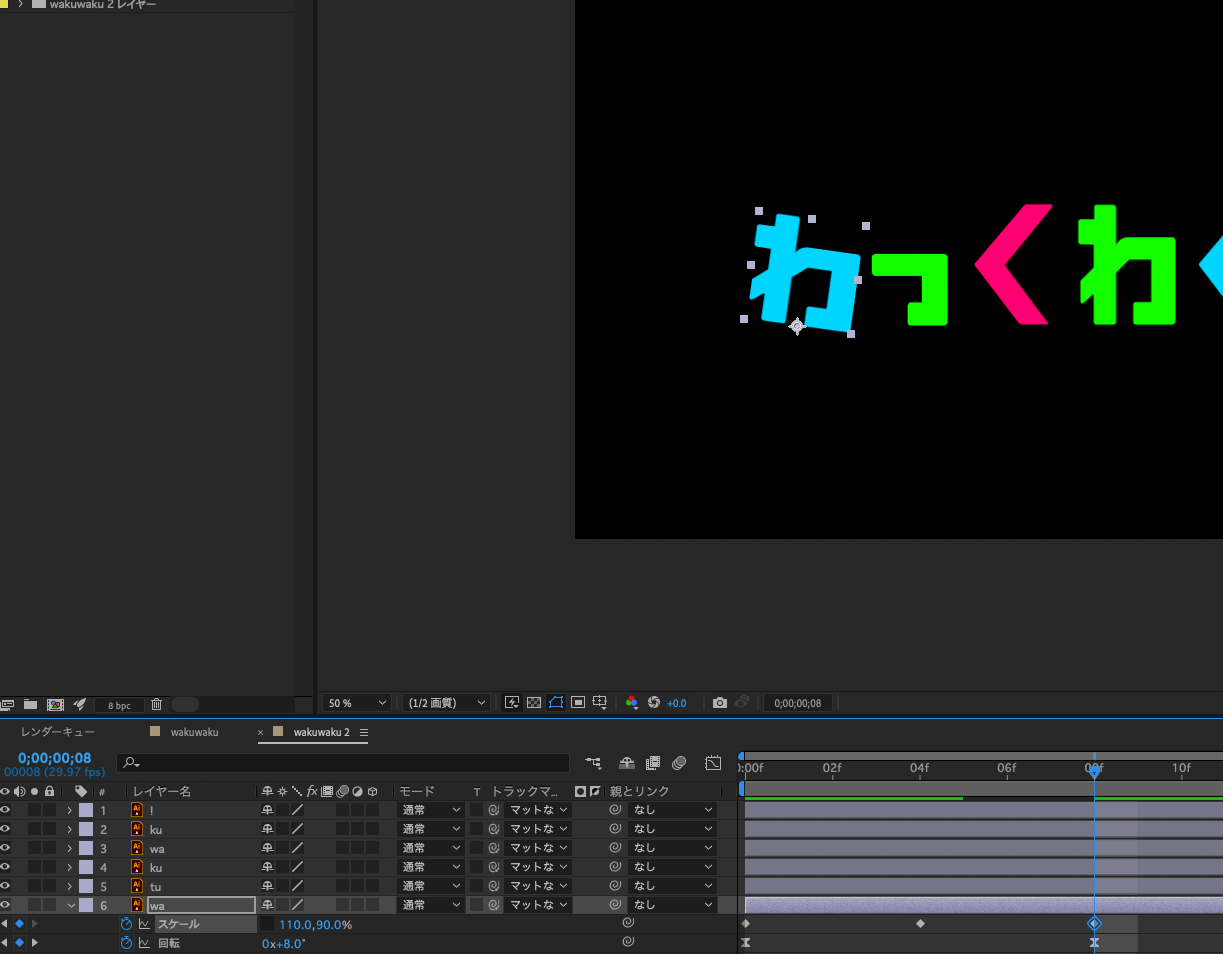 wakuwaku 2 レイヤー
わっくわ
8 bpc
50 %
(1/2 画質)
+0.0
0;00;00;08
レンダーキュー
wakuwaku
× wakuwaku 2
0;00;00;08
00008 (29.97 fps)
:00f 02f 04f 06f 08f 10f
# レイヤー名 fx モード T トラックマ... 親とリンク
1 Ai ! 通常 マットな なし
2 Ai ku 通常 マットな なし
3 Ai wa 通常 マットな なし
4 Ai ku 通常 マットな なし
5 Ai tu 通常 マットな なし
6 Ai wa 通常 マットな なし
スケール 110.0,90.0%
回転 0x+8.0°